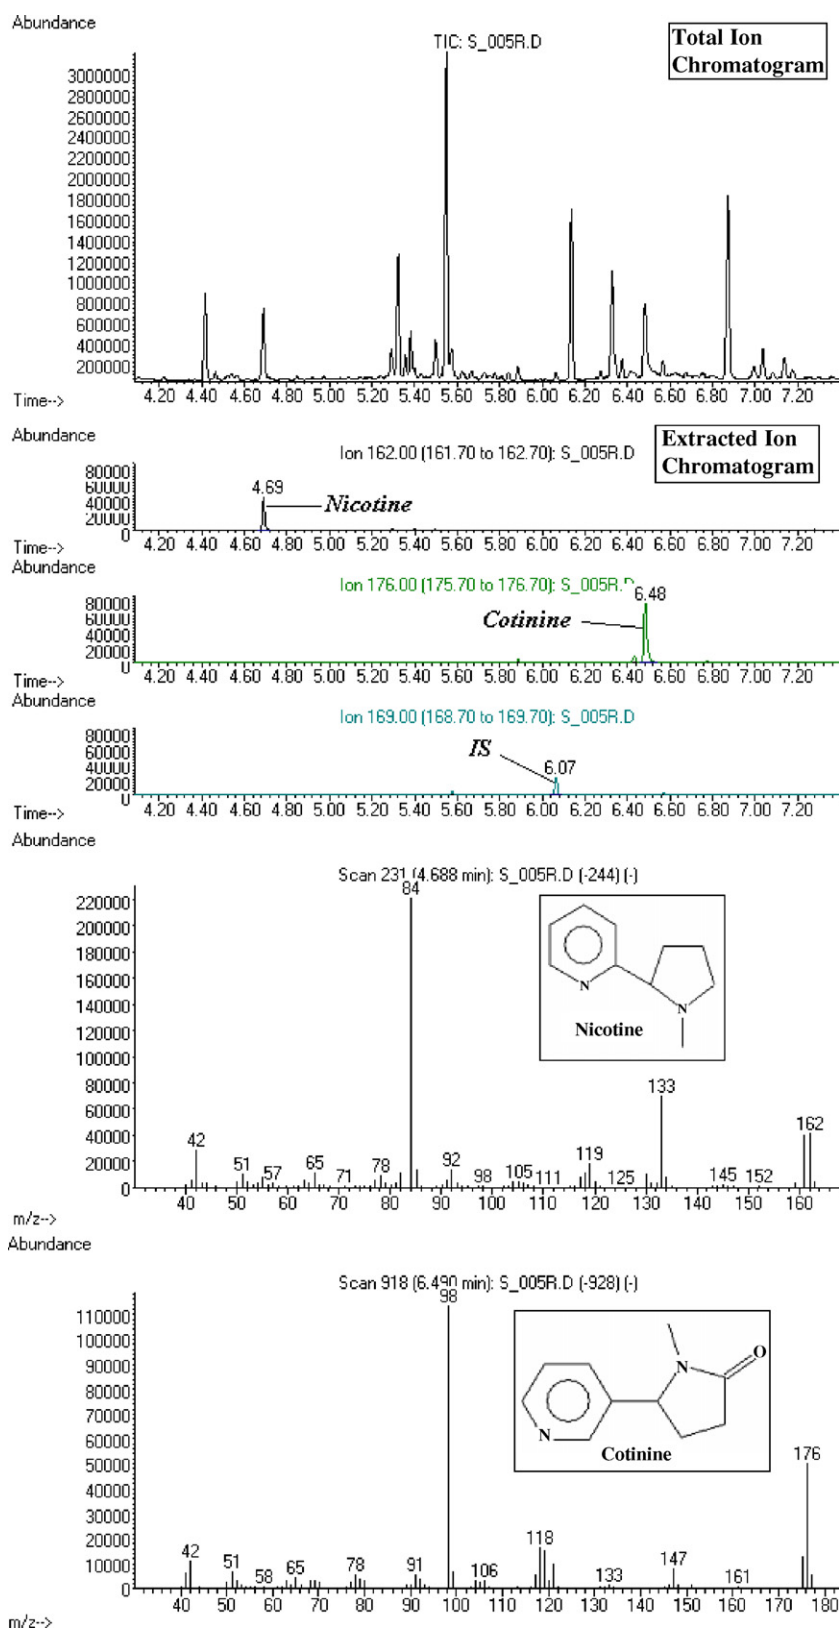 Abundance
TIC: S_005R.D
Total Ion
Chromatogram
3000000
2800000
2600000
2400000
2200000
2000000
1800000
1600000
1400000
1200000
1000000
800000
600000
400000
200000
4.20 4.40 4.60 4.80 5.00 5.20 5.40 5.60 5.80 6.00 6.20 6.40 6.60 6.80 7.00 7.20
Time-->
Abundance
Ion 162.00 (161.70 to 162.70): S_005R.D
Extracted Ion
Chromatogram
80000
60000
40000
20000
0
4.69
Nicotine
4.20 4.40 4.60 4.80 5.00 5.20 5.40 5.60 5.80 6.00 6.20 6.40 6.60 6.80 7.00 7.20
Time-->
Abundance
Ion 176.00 (175.70 to 176.70): S_005R.D
6.48
80000
60000
40000
20000
0
Cotinine
4.20 4.40 4.60 4.80 5.00 5.20 5.40 5.60 5.80 6.00 6.20 6.40 6.60 6.80 7.00 7.20
Time-->
Abundance
Ion 169.00 (168.70 to 169.70): S_005R.D
80000
60000
40000
20000
0
IS
6.07
4.20 4.40 4.60 4.80 5.00 5.20 5.40 5.60 5.80 6.00 6.20 6.40 6.60 6.80 7.00 7.20
Time-->
Abundance
Scan 231 (4.688 min): S_005R.D (-244) (-)
84
220000
200000
180000
160000
140000
120000
100000
80000
60000
40000
20000
0
N
N
Nicotine
42 51 57 65 71 78 92 98 105 111 119 125 133 145 152 162
40 50 60 70 80 90 100 110 120 130 140 150 160
m/z-->
Abundance
Scan 918 (6.490 min): S_005R.D (-928) (-)
98
110000
100000
90000
80000
70000
60000
50000
40000
30000
20000
10000
0
N
O
N
Cotinine
42 51 58 65 78 91 106 118 133 147 161 176
40 50 60 70 80 90 100 110 120 130 140 150 160 170 180
m/z-->